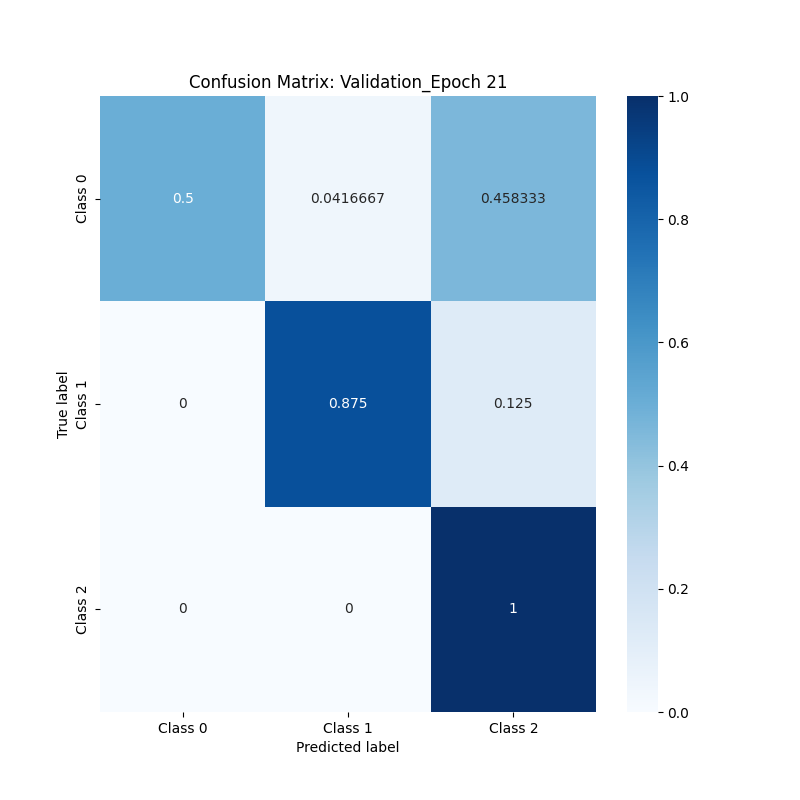 Confusion Matrix: Validation_Epoch 21
True label
Class 0
0.5
0.0416667
0.458333
Class 1
0
0.875
0.125
Class 2
0
0
1
Class 0
Class 1
Class 2
Predicted label
1.0
0.8
0.6
0.4
0.2
0.0